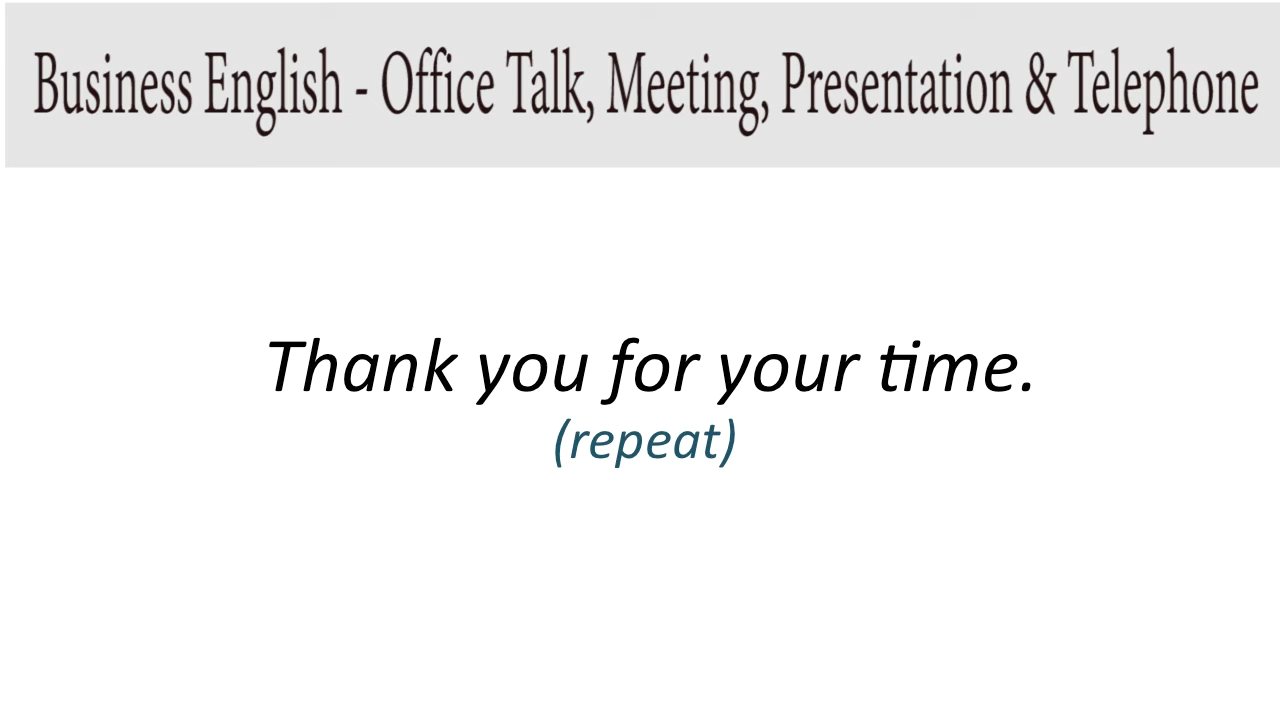 Business English - Office Talk, Meeting, Presentation & Telephone
Thank you for your time.
(repeat)